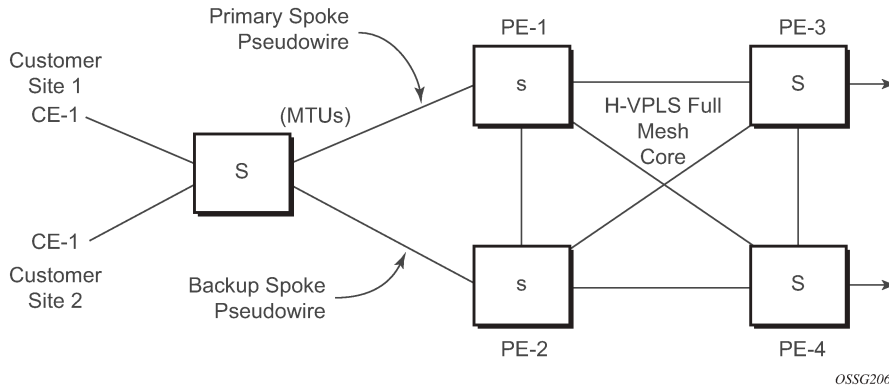 Primary Spoke
Pseudowire
PE-1
PE-3
Customer
Site 1
CE-1
(MTUs)
s
S
H-VPLS Full
Mesh
Core
S
CE-1
Customer
Site 2
Backup Spoke
Pseudowire
s
S
PE-2
PE-4
OSSG206